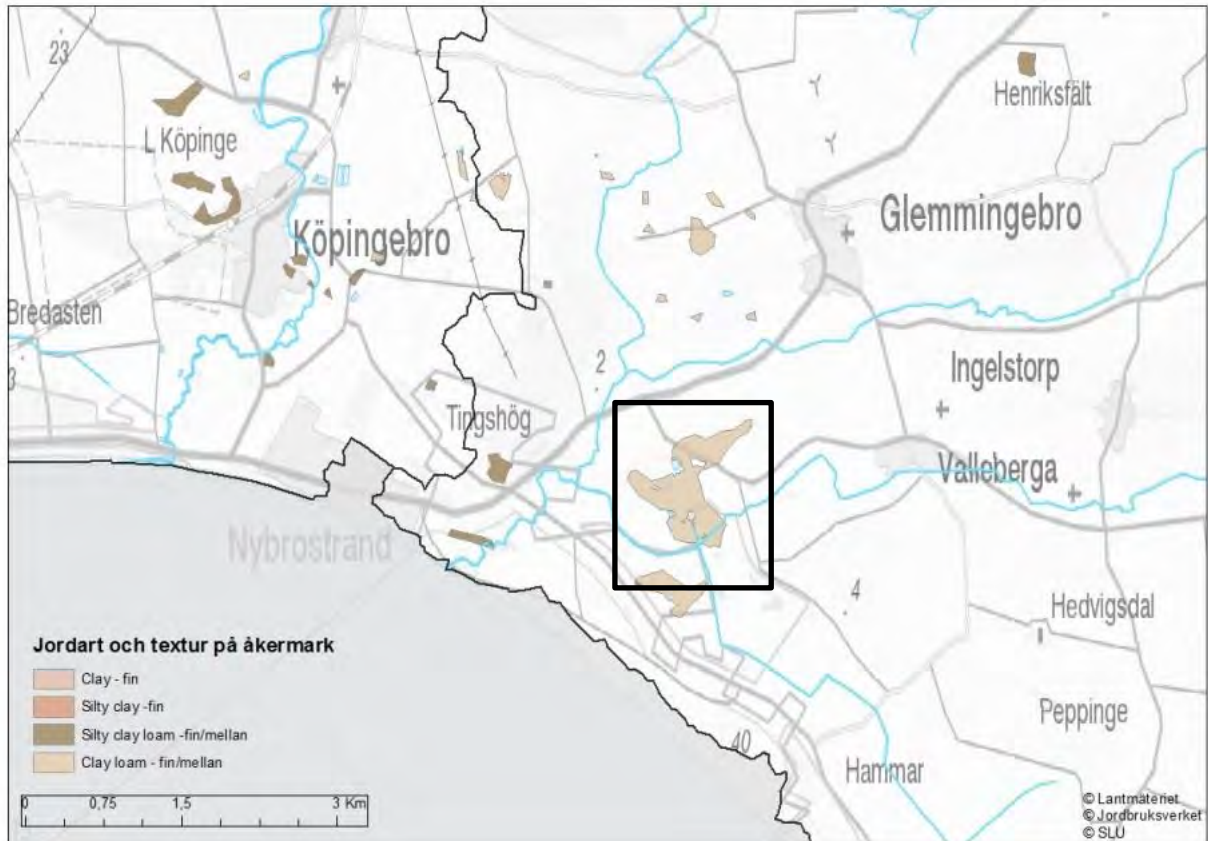 23
Henriksfält
L Köpinge
Glemmingebro
Köpingebro
Bredasten
3
2
Ingelstorp
Tingshög
Valleberga
Nybrostrand
4
Hedvigsdal
Peppinge
40
Hammar
Jordart och textur på åkermark
Clay - fin
Silty clay -fin
Silty clay loam -fin/mellan
Clay loam - fin/mellan
0 0,75 1,5 3 Km
© Lantmäteriet
© Jordbruksverket
© SLU